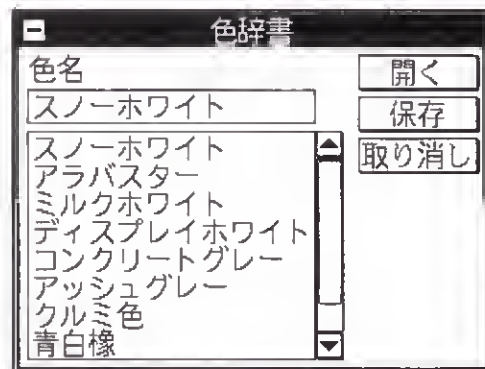 色辞書
色名
スノーホワイト
スノーホワイト
アラバスター
ミルクホワイト
ディスプレイホワイト
コンクリートグレー
アッシュグレー
クルミ色
青白橡
開く
保存
取り消し